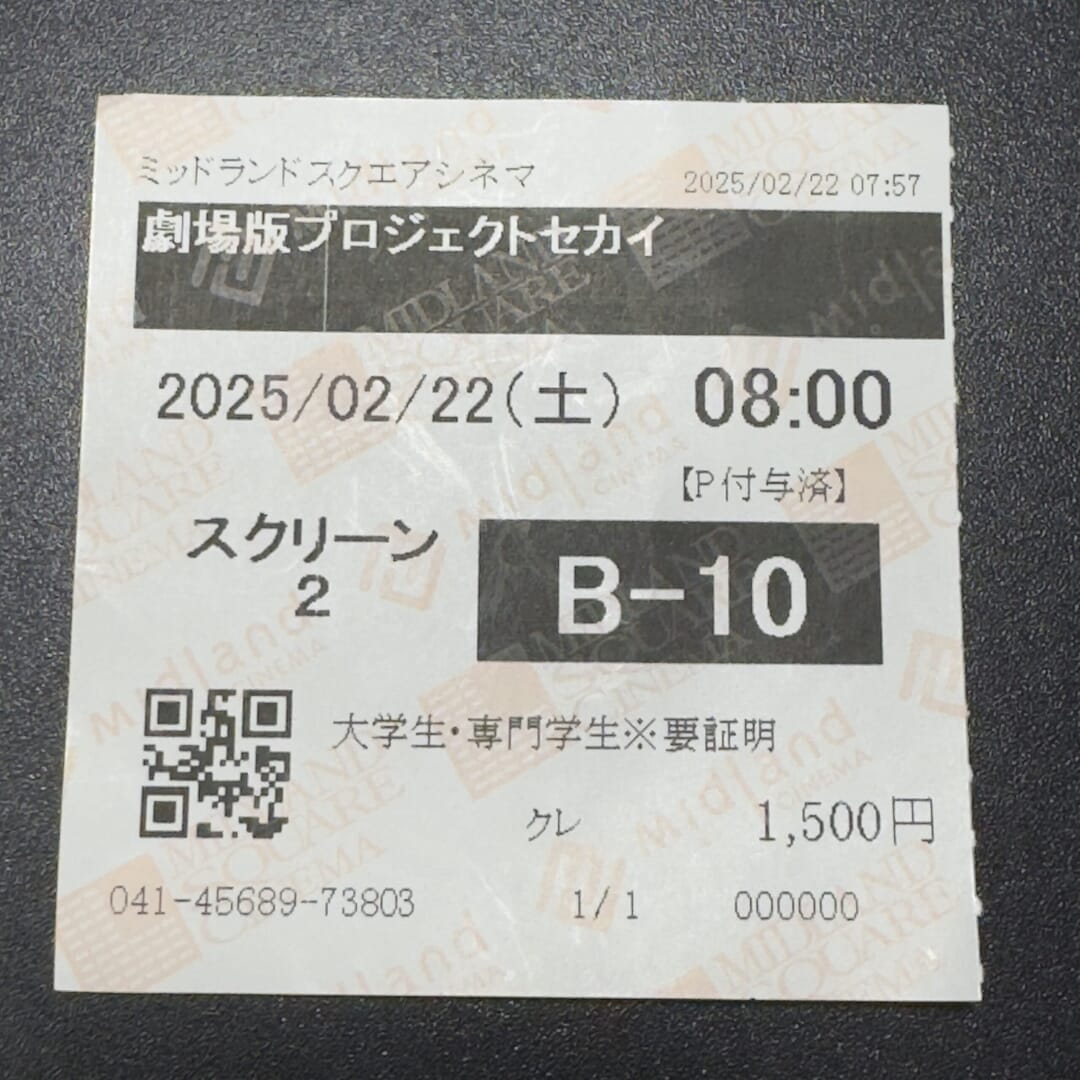 ミッドランドスクエアシネマ 2025/02/22 07:57
劇場版プロジェクトセカイ
2025/02/22(土) 08:00
【P付与済】
スクリーン
2
B-10
大学生・専門学生※要証明
クレ 1,500円
041-45689-73803 1/1 000000